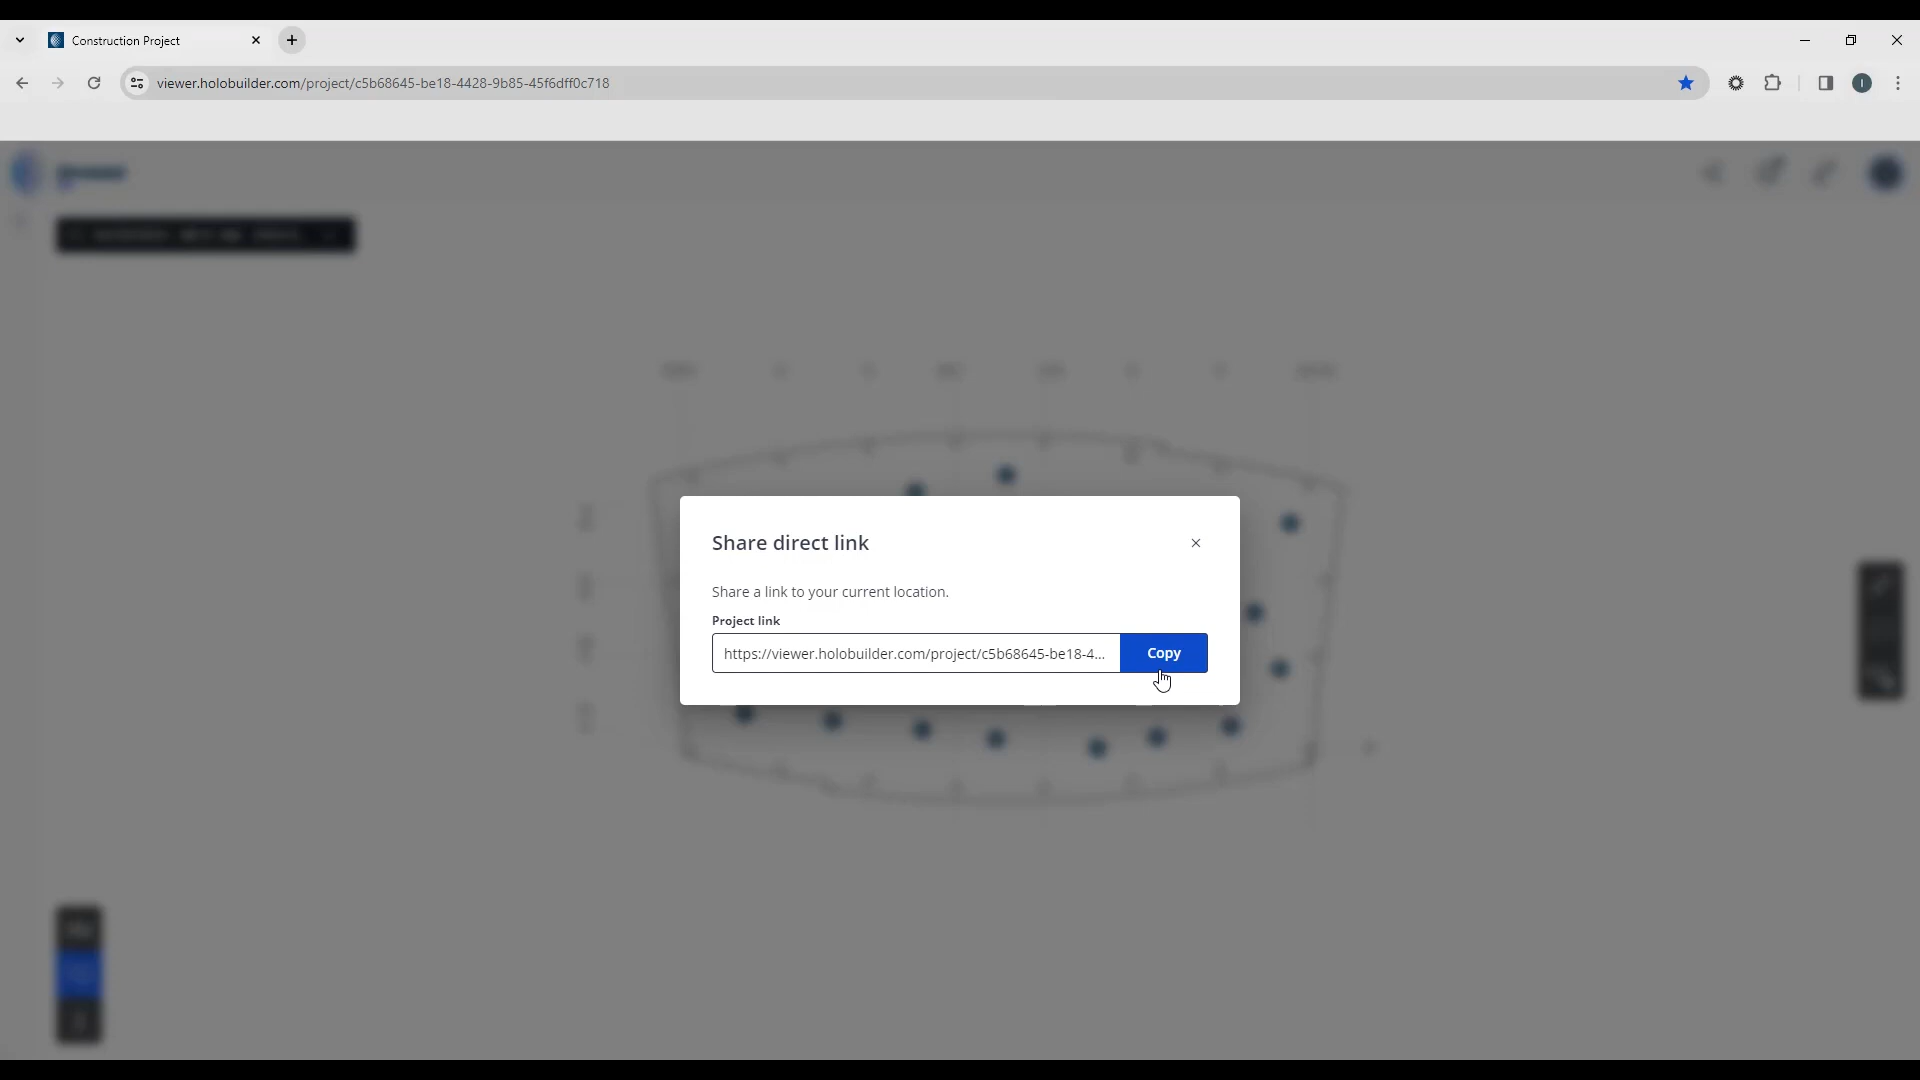 Construction Project
viewer.holobuilder.com/project/c5b68645-be18-4428-9b85-45f6dff0c718
I
Share direct link
Share a link to your current location.
Project link
https://viewer.holobuilder.com/project/c5b68645-be18-4...
Copy